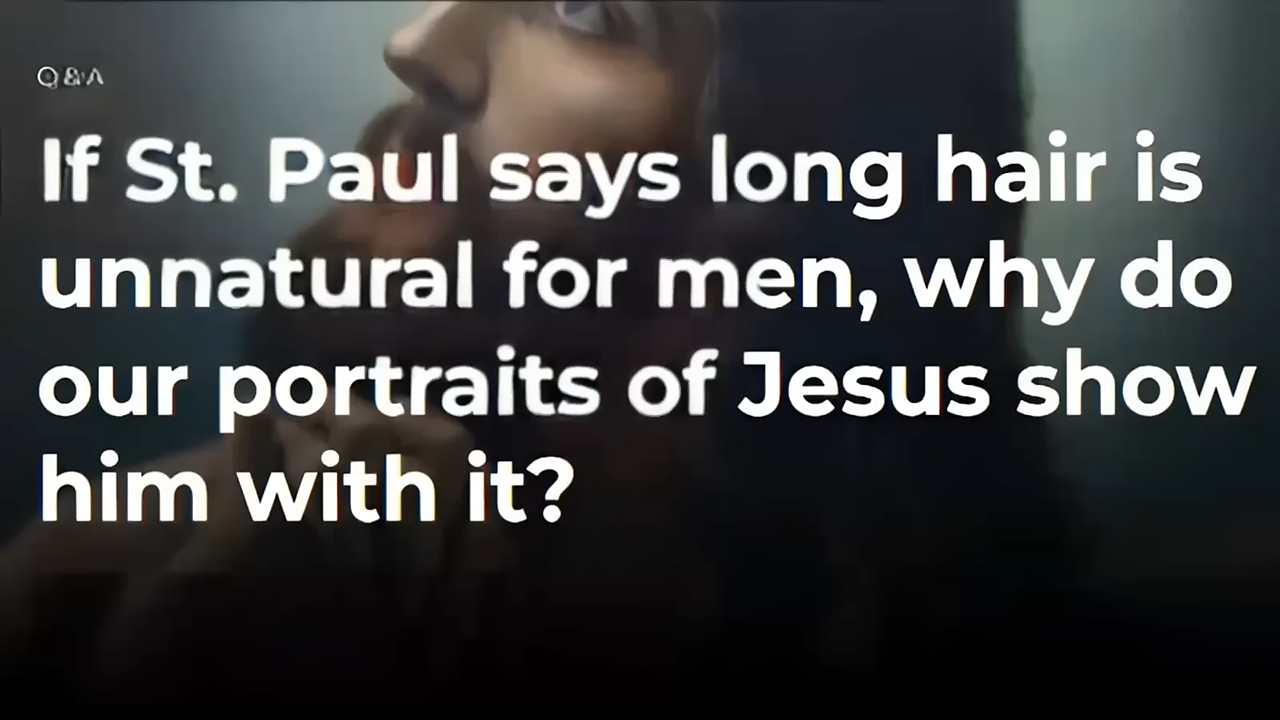 Q&A
If St. Paul says long hair is
unnatural for men, why do
our portraits of Jesus show
him with it?